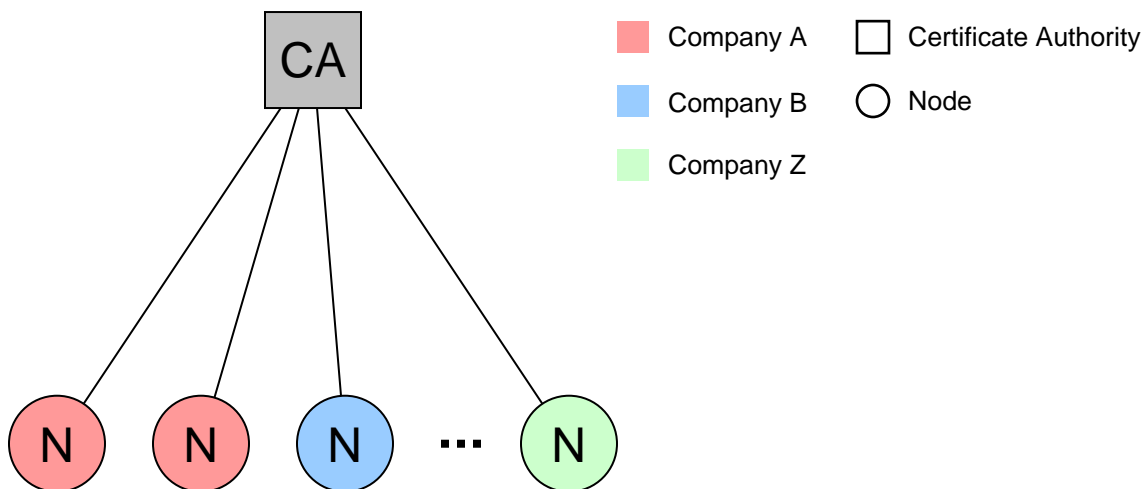 CA
Company A
Certificate Authority
Company B
Node
Company Z
N
N
N
...
N